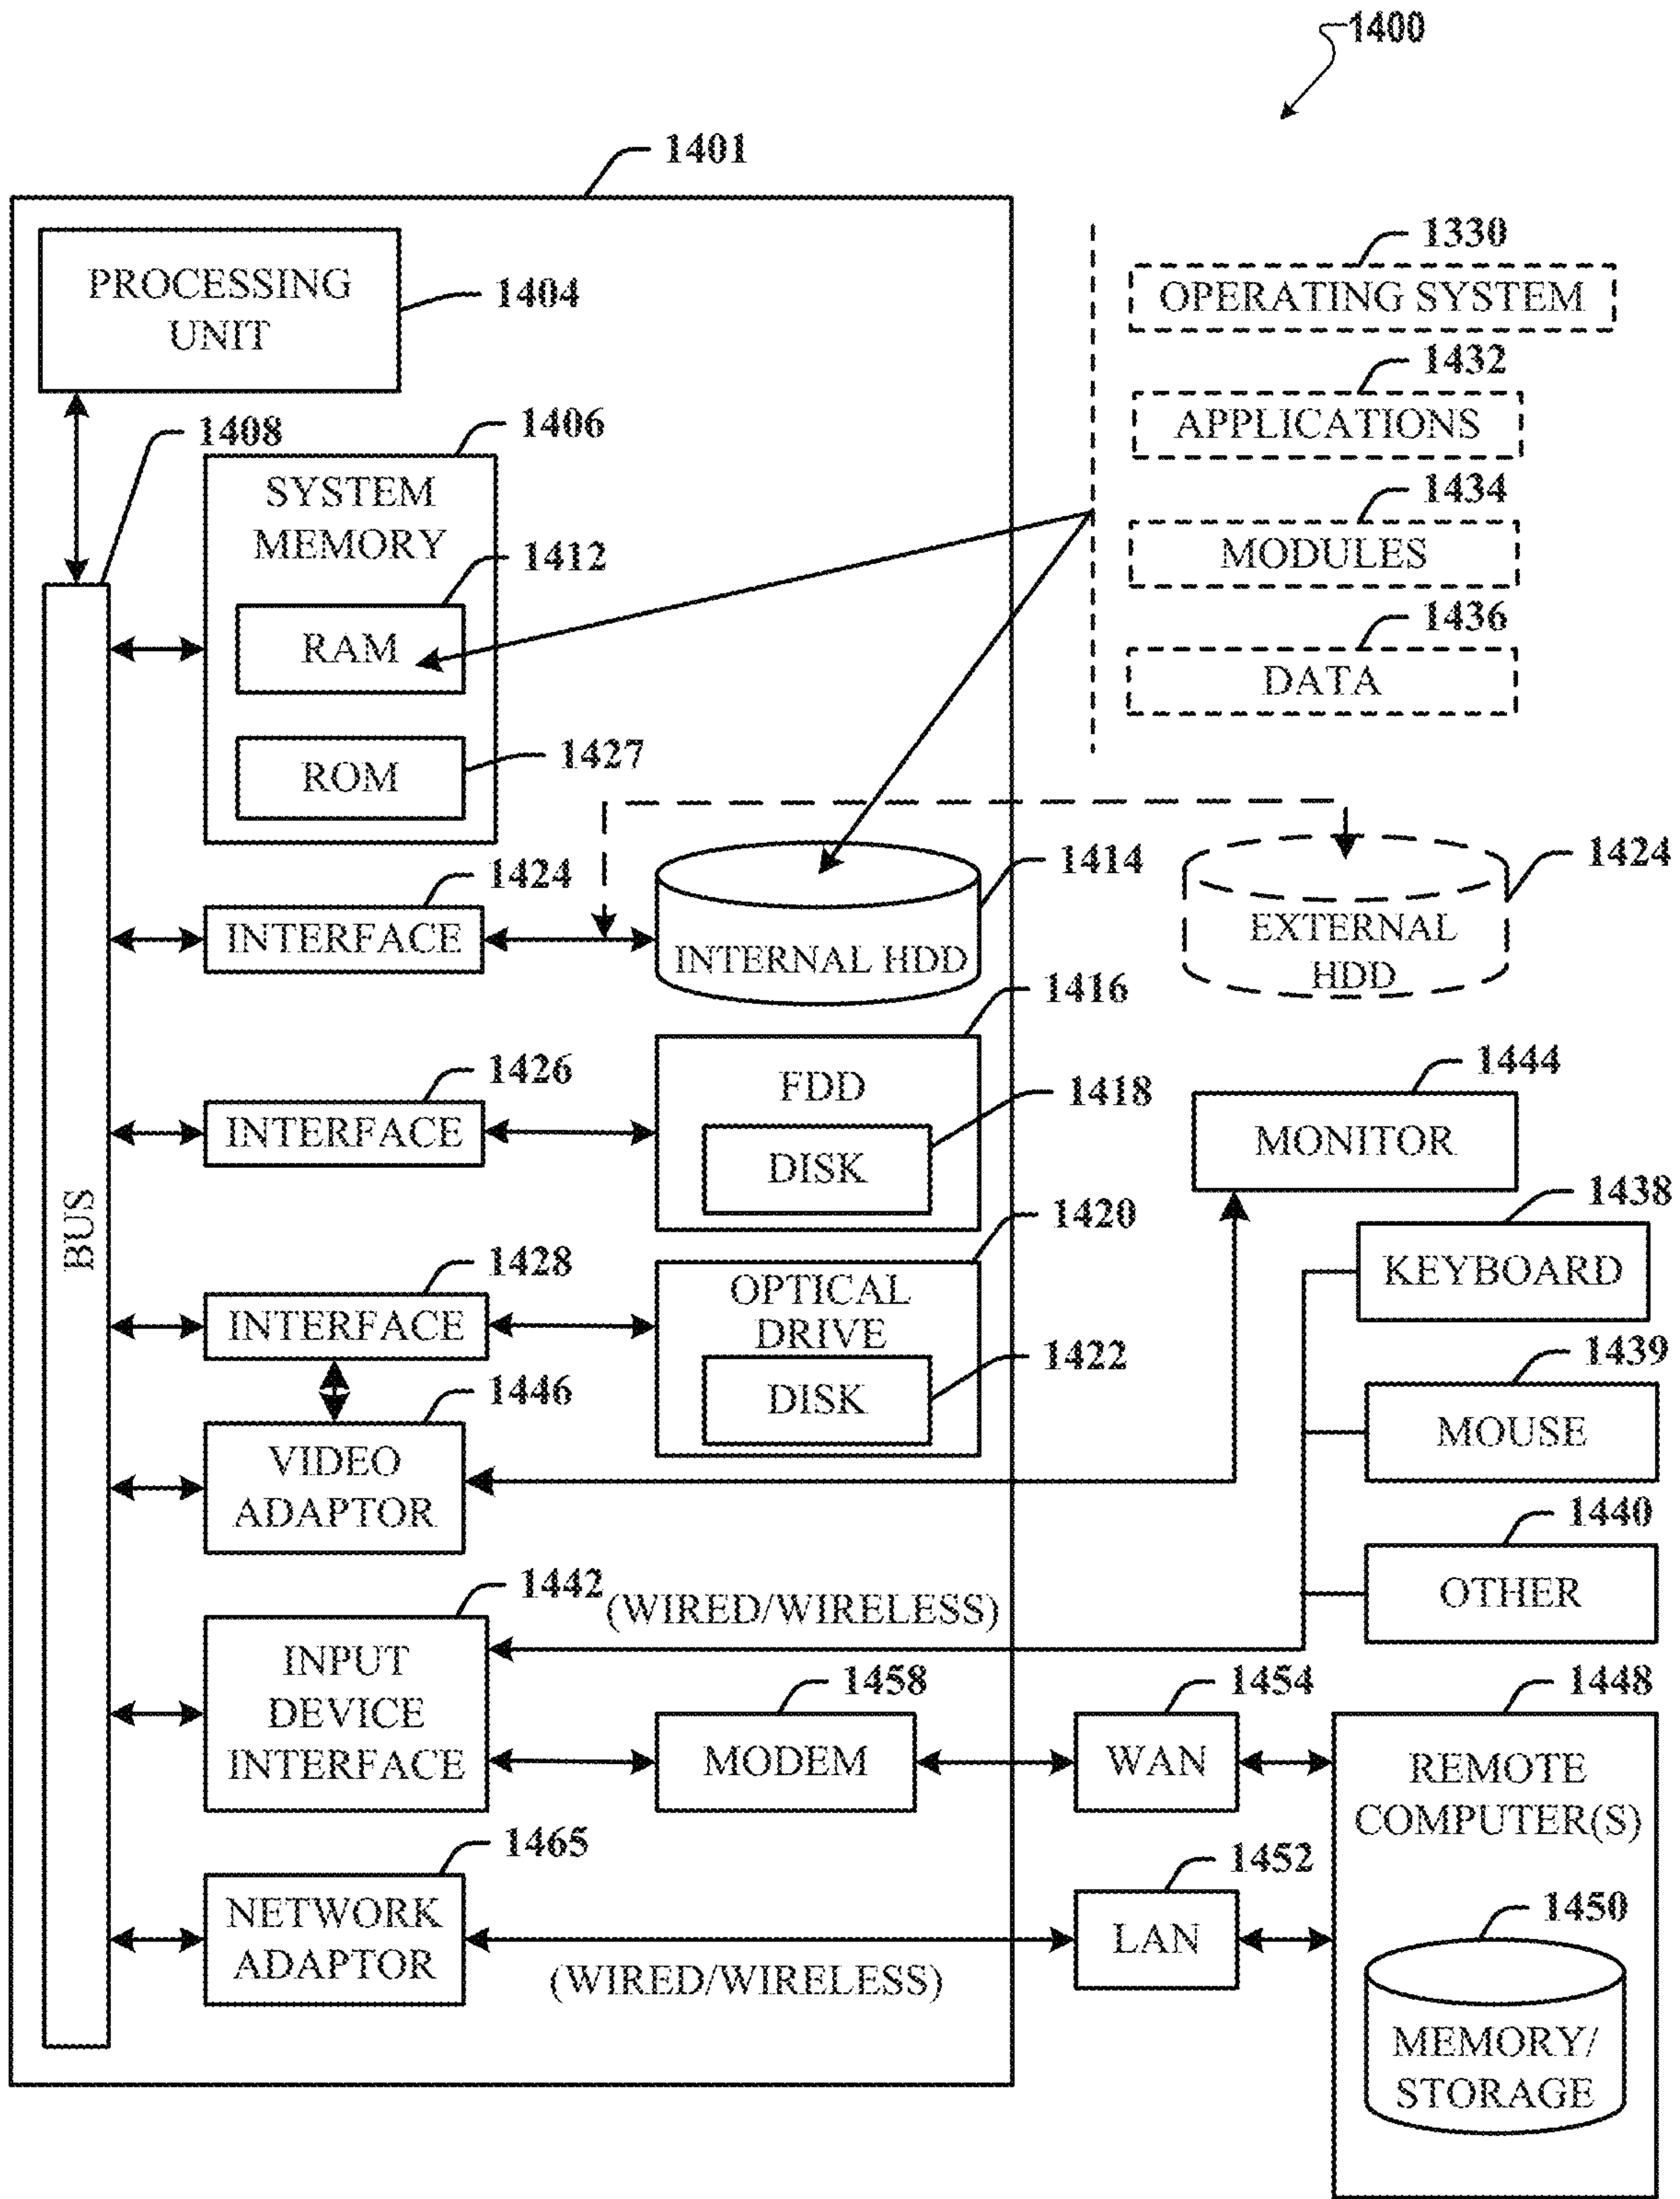 1400
1401
PROCESSING
UNIT
1404
1330
OPERATING SYSTEM
1432
APPLICATIONS
1434
MODULES
1436
DATA
1408
1406
SYSTEM
MEMORY
1412
RAM
1427
ROM
BUS
1424
INTERFACE
1414
INTERNAL HDD
1424
EXTERNAL
HDD
1426
INTERFACE
1416
FDD
1418
DISK
1444
MONITOR
1428
INTERFACE
1420
OPTICAL
DRIVE
1422
DISK
1438
KEYBOARD
1439
MOUSE
1440
OTHER
1446
VIDEO
ADAPTOR
1442
(WIRED/WIRELESS)
INPUT
DEVICE
INTERFACE
1458
MODEM
1454
WAN
1448
REMOTE
COMPUTER(S)
1465
NETWORK
ADAPTOR
(WIRED/WIRELESS)
1452
LAN
1450
MEMORY/
STORAGE